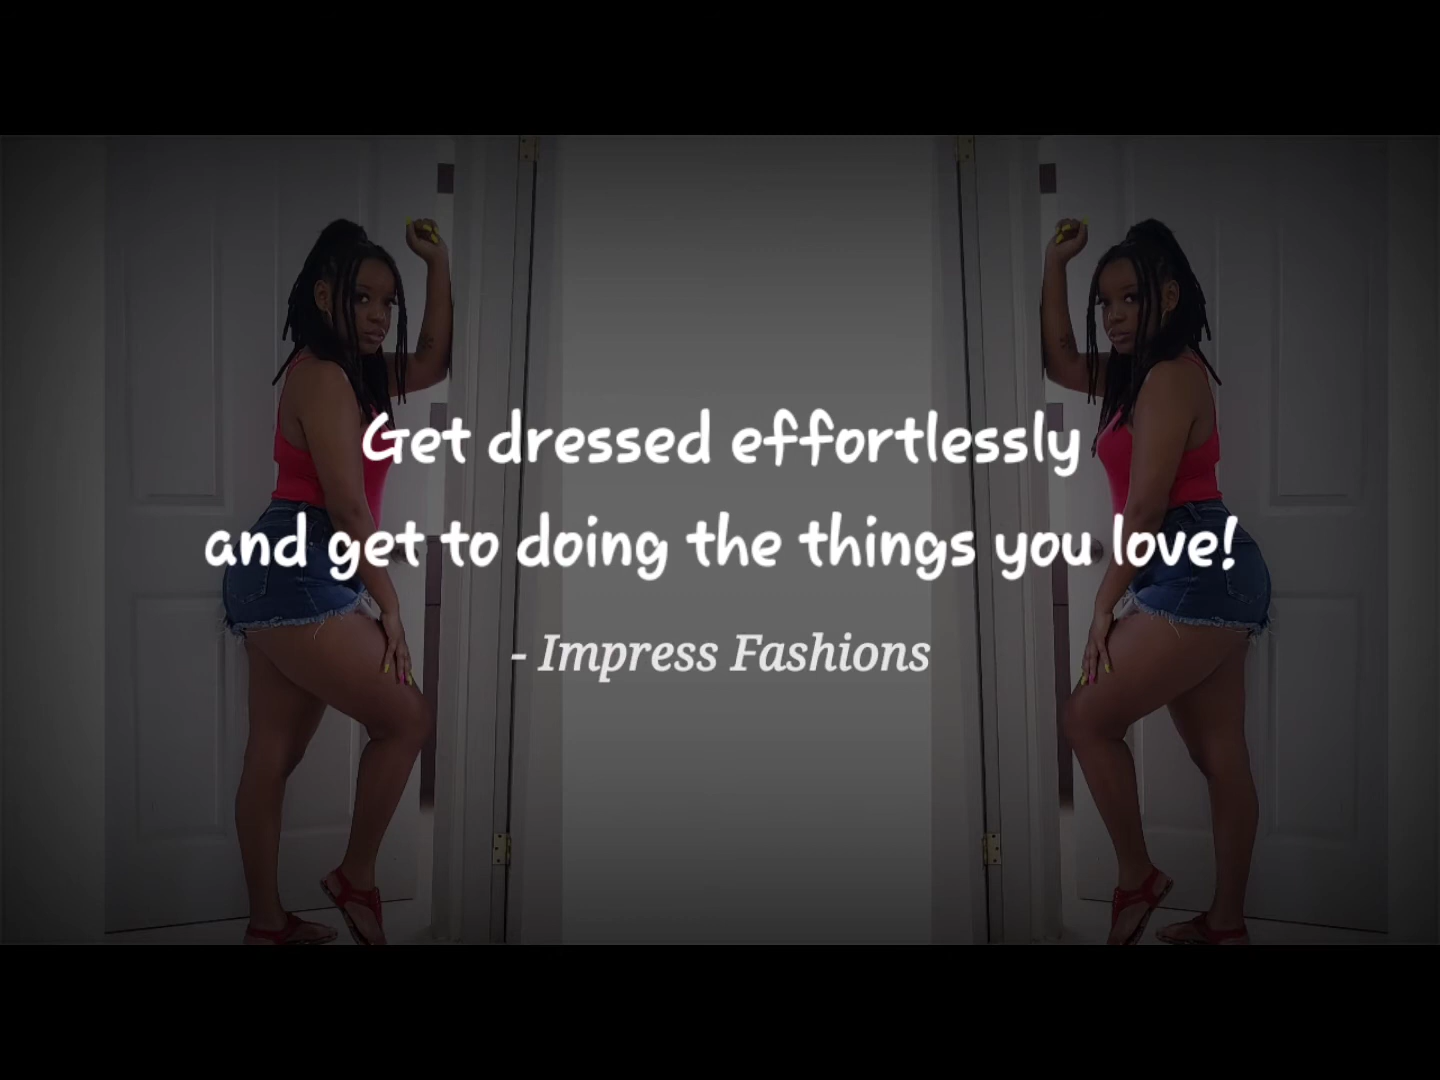 Get dressed effortlessly
and get to doing the things you love!
- Impress Fashions